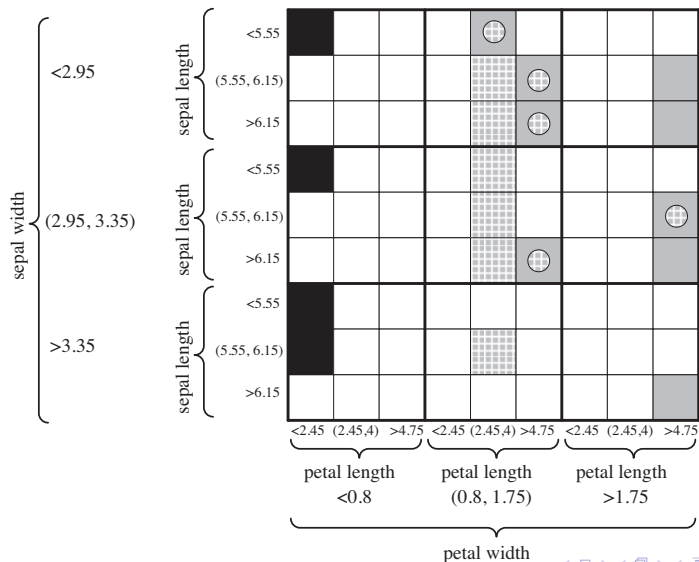 sepal width
<2.95
(2.95, 3.35)
>3.35
sepal length
<5.55
(5.55, 6.15)
>6.15
sepal length
<5.55
(5.55, 6.15)
>6.15
sepal length
<5.55
(5.55, 6.15)
>6.15
<2.45 (2.45,4) >4.75 <2.45 (2.45,4) >4.75 <2.45 (2.45,4) >4.75
petal length petal length petal length
<0.8 (0.8, 1.75) >1.75
petal width